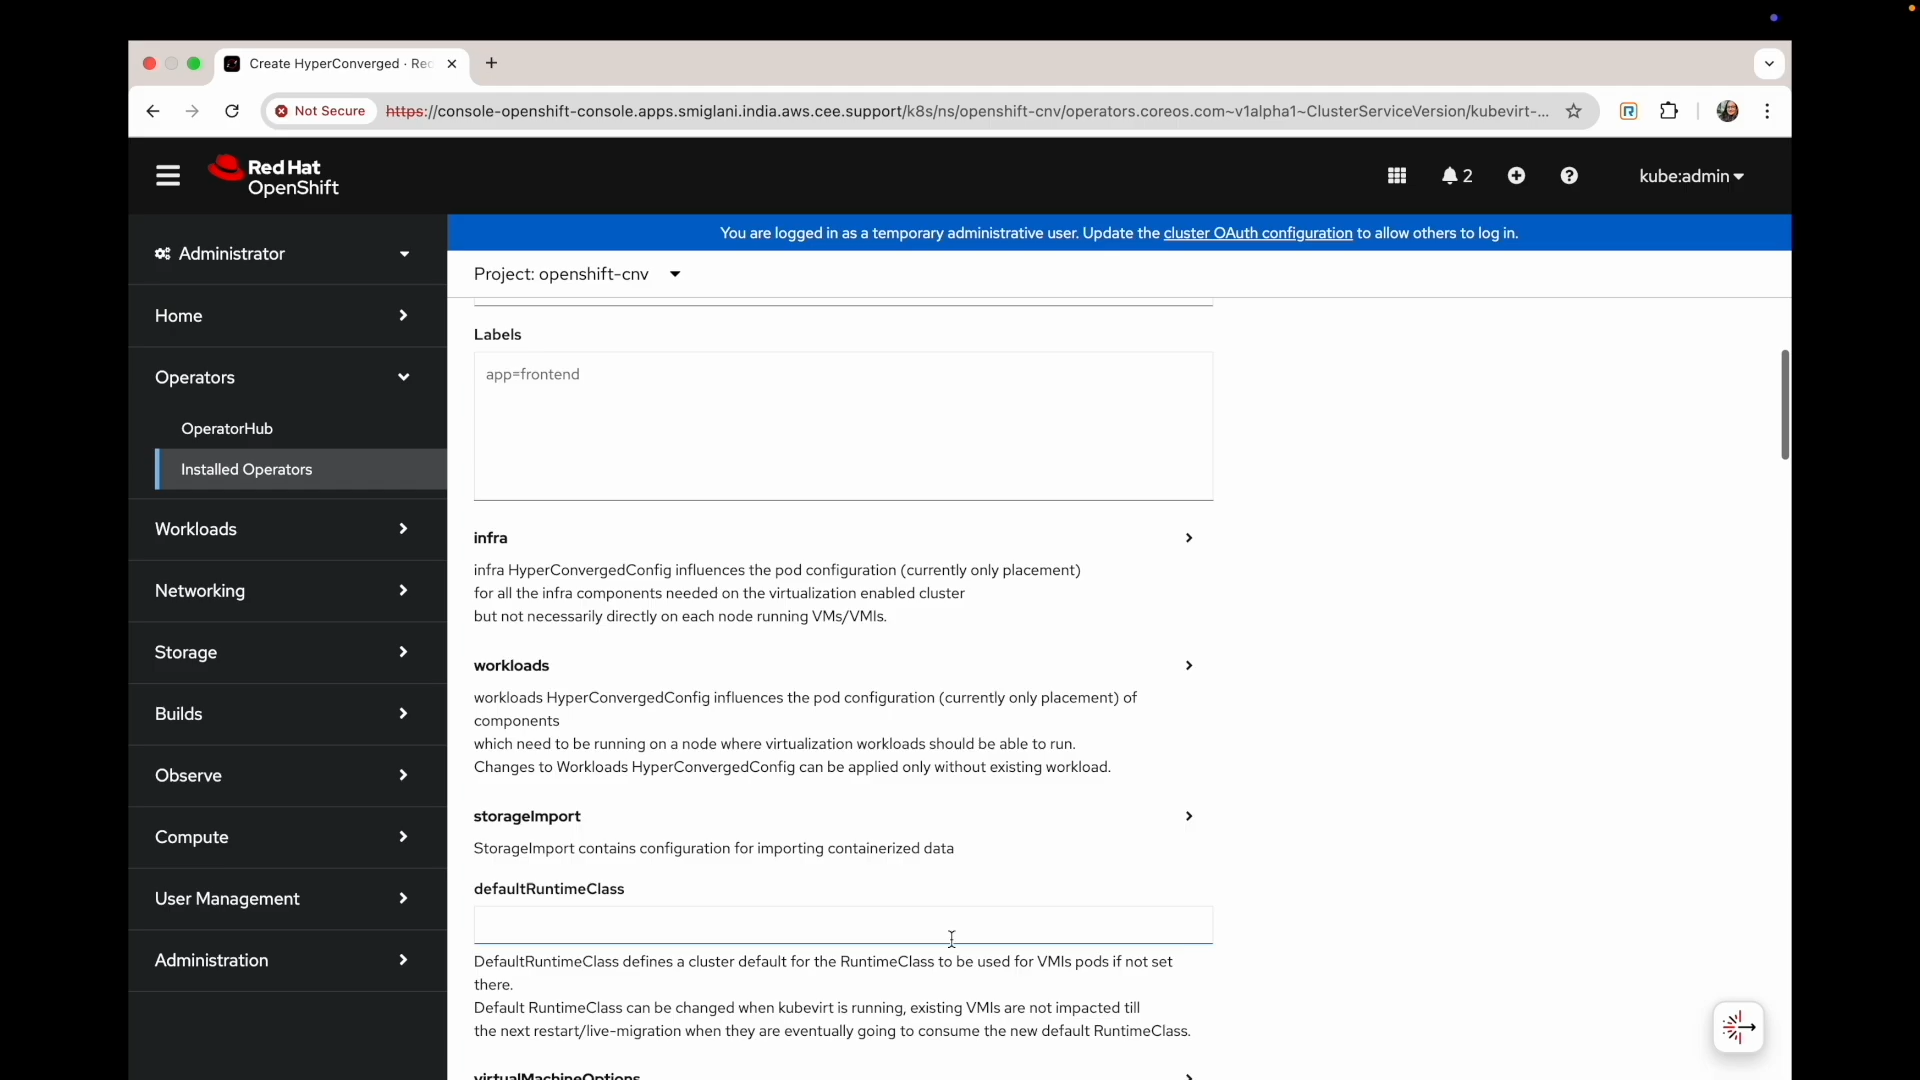 Create HyperConverged · Rec
Not Secure
https://console-openshift-console.apps.smiglani.india.aws.cee.support/k8s/ns/openshift-cnv/operators.coreos.com~v1alpha1~ClusterServiceVersion/kubevirt-...
Red Hat
OpenShift
2
kube:admin
Administrator
Home
Operators
OperatorHub
Installed Operators
Workloads
Networking
Storage
Builds
Observe
Compute
User Management
Administration
You are logged in as a temporary administrative user. Update the cluster OAuth configuration to allow others to log in.
Project: openshift-cnv
Labels
app=frontend
infra
infra HyperConvergedConfig influences the pod configuration (currently only placement)
for all the infra components needed on the virtualization enabled cluster
but not necessarily directly on each node running VMs/VMIs.
workloads
workloads HyperConvergedConfig influences the pod configuration (currently only placement) of
components
which need to be running on a node where virtualization workloads should be able to run.
Changes to Workloads HyperConvergedConfig can be applied only without existing workload.
storageImport
StorageImport contains configuration for importing containerized data
defaultRuntimeClass
DefaultRuntimeClass defines a cluster default for the RuntimeClass to be used for VMIs pods if not set
there.
Default RuntimeClass can be changed when kubevirt is running, existing VMIs are not impacted till
the next restart/live-migration when they are eventually going to consume the new default RuntimeClass.
virtualMachineOptions